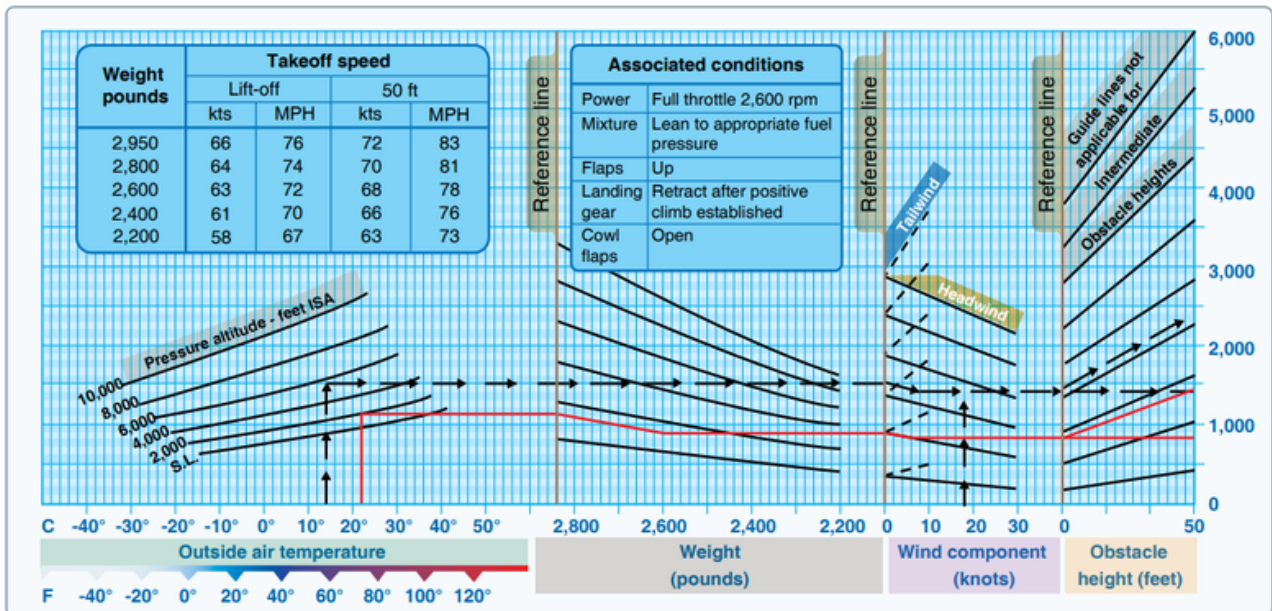 Weight pounds
Takeoff speed
Lift-off
50 ft
kts MPH kts MPH
2,950 66 76 72 83
2,800 64 74 70 81
2,600 63 72 68 78
2,400 61 70 66 76
2,200 58 67 63 73
Reference line
Associated conditions
Power Full throttle 2,600 rpm
Mixture Lean to appropriate fuel
pressure
Flaps Up
Landing Retract after positive
gear climb established
Cowl Open
flaps
Reference line
Tailwind
Headwind
Reference line
Guide lines not
applicable for
Intermediate
Obstacle heights
6,000
5,000
4,000
3,000
2,000
1,000
0
Pressure altitude - feet ISA
10,000
8,000
6,000
4,000
2,000
S.L.
C -40° -30° -20° -10° 0° 10° 20° 30° 40° 50°
2,800 2,600 2,400 2,200
0 10 20 30
0 50
Outside air temperature
F -40° -20° 0° 20° 40° 60° 80° 100° 120°
Weight
(pounds)
Wind component
(knots)
Obstacle
height (feet)